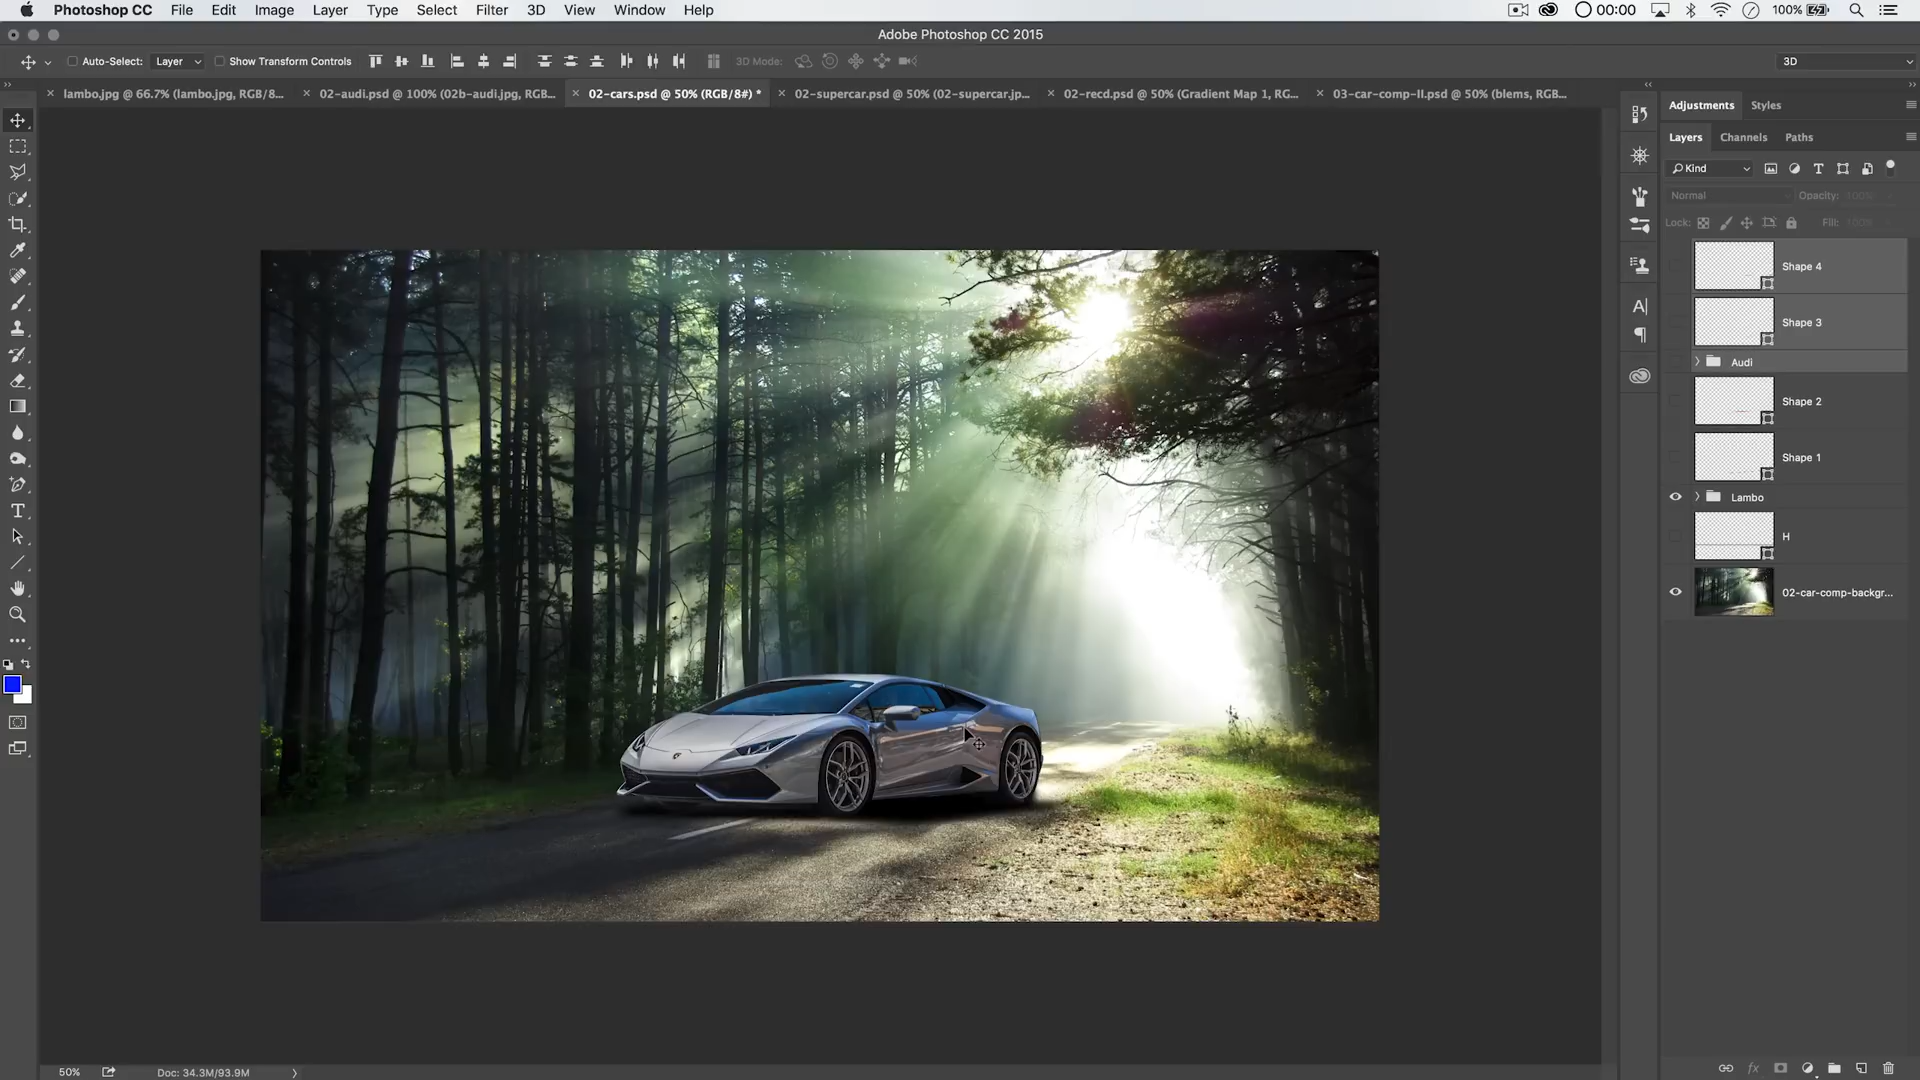 Photoshop CC File Edit Image Layer Type Select Filter 3D View Window Help 00:00 100%
Adobe Photoshop CC 2015
Auto-Select: Layer Show Transform Controls 3D Mode: 3D
lambo.jpg @ 66.7% (lambo.jpg, RGB/8... 02-audi.psd @ 100% (02b-audi.jpg, RGB... 02-cars.psd @ 50% (RGB/8#) * 02-supercar.psd @ 50% (02-supercar.jp... 02-recd.psd @ 50% (Gradient Map 1, RG... 03-car-comp-II.psd @ 50% (blems, RGB...
Adjustments Styles
Layers Channels Paths
Kind
Normal Opacity: 100%
Lock: Fill: 100%
Shape 4
Shape 3
Audi
Shape 2
Shape 1
Lambo
H
02-car-comp-backgr...
50% Doc: 34.3M/93.9M